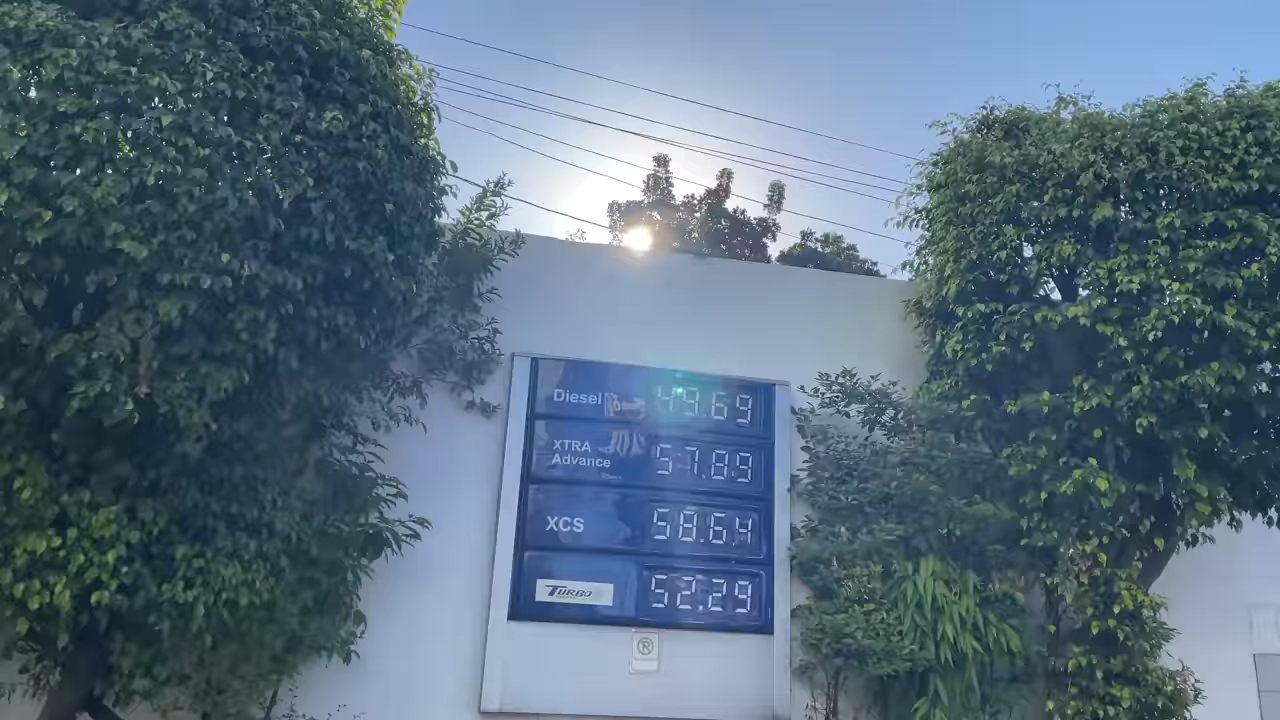 Diesel 49.69
XTRA
Advance 57.89
XCS 58.64
TURBO 52.29